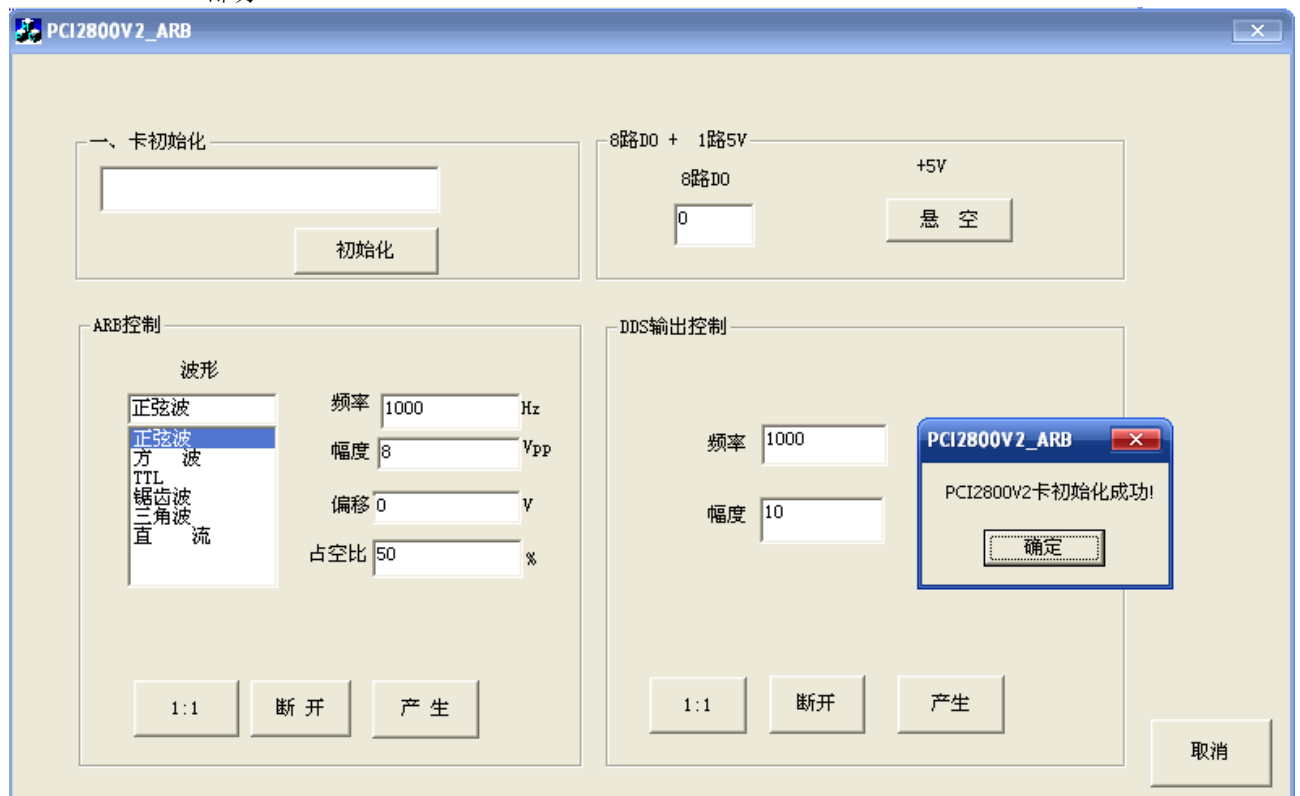 PCI2800V2_ARB
一、卡初始化
初始化
8路DO + 1路5V
8路DO
+5V
0
悬 空
ARB控制
波形
正弦波
正弦波
方 波
TTL
锯齿波
三角波
直 流
频率 1000 Hz
幅度 8 Vpp
偏移 0 V
占空比 50 %
1:1 断 开 产 生
DDS输出控制
频率 1000
幅度 10
1:1 断开 产生
PCI2800V2_ARB
PCI2800V2卡初始化成功!
确定
取消